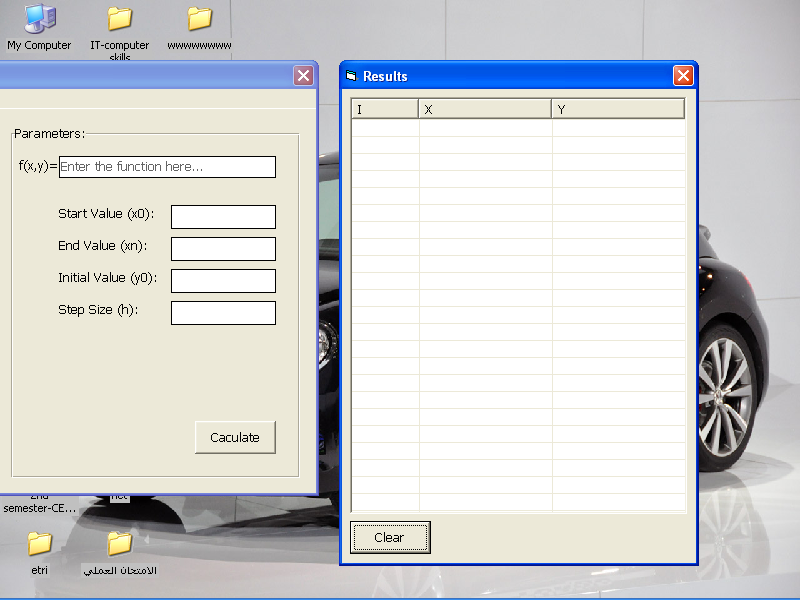 My Computer
IT-computer
skills
wwwwwwwww
Parameters:
f(x,y)=
Enter the function here...
Start Value (x0):
End Value (xn):
Initial Value (y0):
Step Size (h):
Caculate
Results
I
X
Y
Clear
2nd
semester-CE...
net
etri
الامتحان العملي